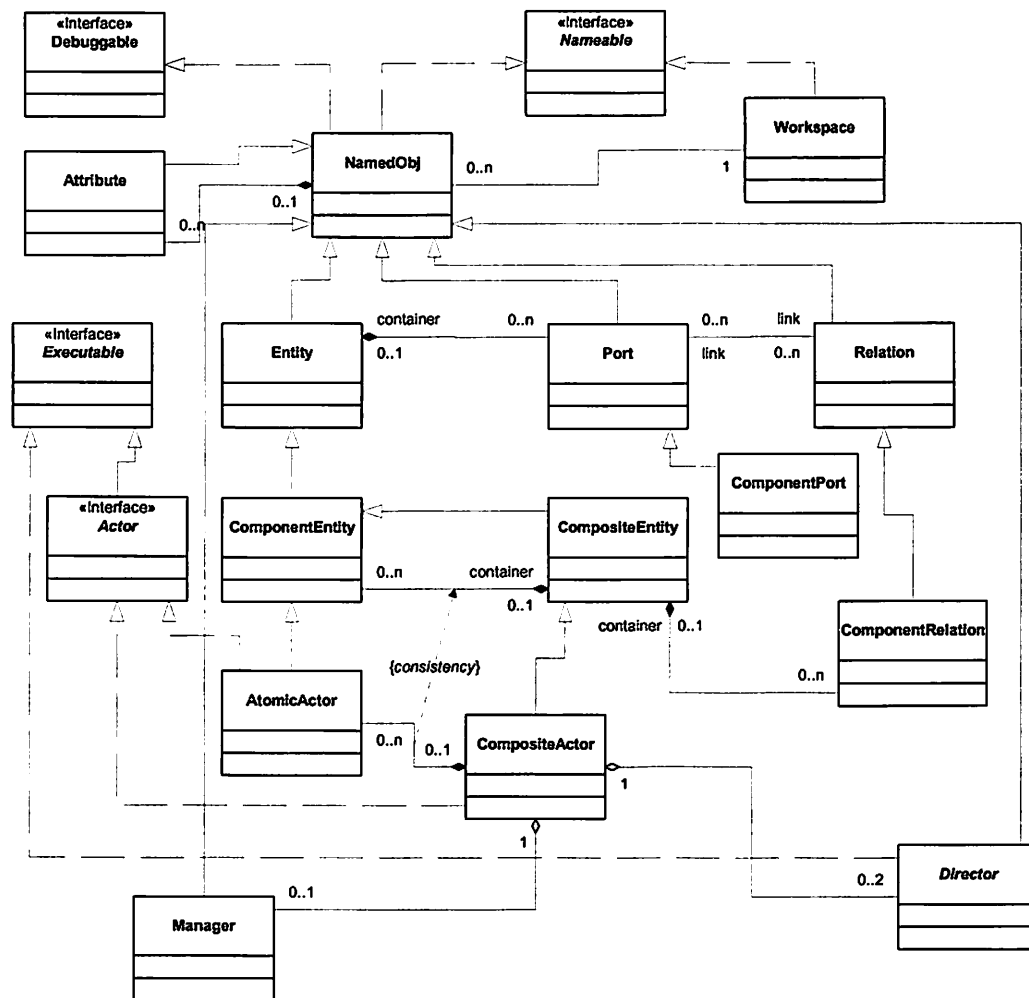 «Interface»
Debuggable
«Interface»
Nameable
Workspace
NamedObj
0..n
1
Attribute
0..1
0..n
«Interface»
Executable
Entity
container
0..1
0..n
Port
0..n
link
link
0..n
Relation
ComponentPort
«Interface»
Actor
ComponentEntity
0..n
container
0..1
CompositeEntity
container
0..1
ComponentRelation
0..n
{consistency}
AtomicActor
0..n
0..1
CompositeActor
1
1
0..2
Director
0..1
Manager